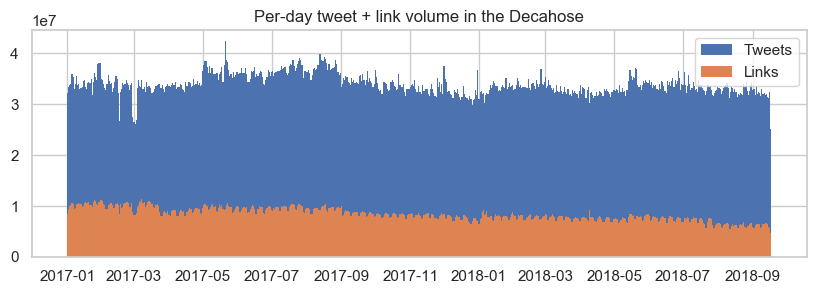 Per-day tweet + link volume in the Decahose
1e7
Tweets
Links
4
3
2
1
0
2017-01 2017-03 2017-05 2017-07 2017-09 2017-11 2018-01 2018-03 2018-05 2018-07 2018-09